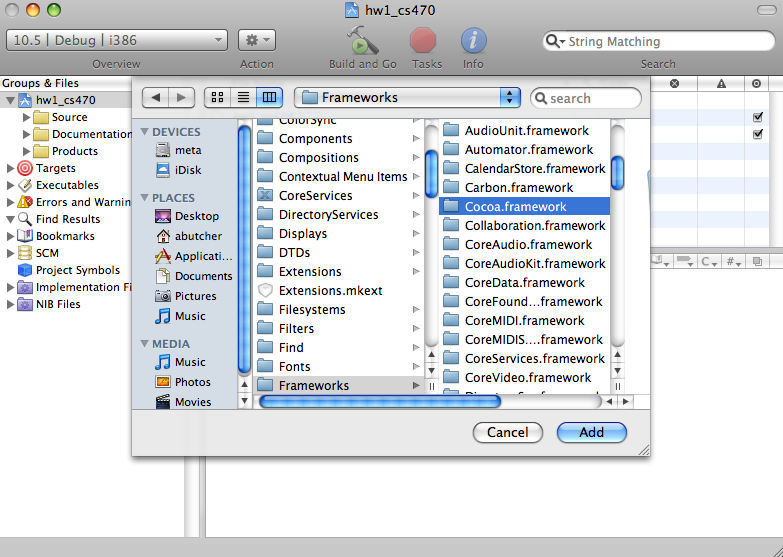 hw1_cs470
10.5 | Debug | i386
String Matching
Overview
Action
Build and Go
Tasks
Info
Search
Groups & Files
hw1_cs470
Source
Documentation
Products
Targets
Executables
Errors and Warnin
Find Results
Bookmarks
SCM
Project Symbols
Implementation Fi
NIB Files
Frameworks
search
DEVICES
meta
iDisk
PLACES
Desktop
abutcher
Applicati...
Documents
Pictures
Music
MEDIA
Music
Photos
Movies
ColorSync
Components
Compositions
Contextual Menu Items
CoreServices
DirectoryServices
Displays
DTDs
Extensions
Extensions.mkext
Filesystems
Filters
Find
Fonts
Frameworks
AudioUnit.framework
Automator.framework
CalendarStore.framework
Carbon.framework
Cocoa.framework
Collaboration.framework
CoreAudio.framework
CoreAudioKit.framework
CoreData.framework
CoreFound...framework
CoreMIDI.framework
CoreMIDIS....framework
CoreServices.framework
CoreVideo.framework
C
#
Cancel
Add